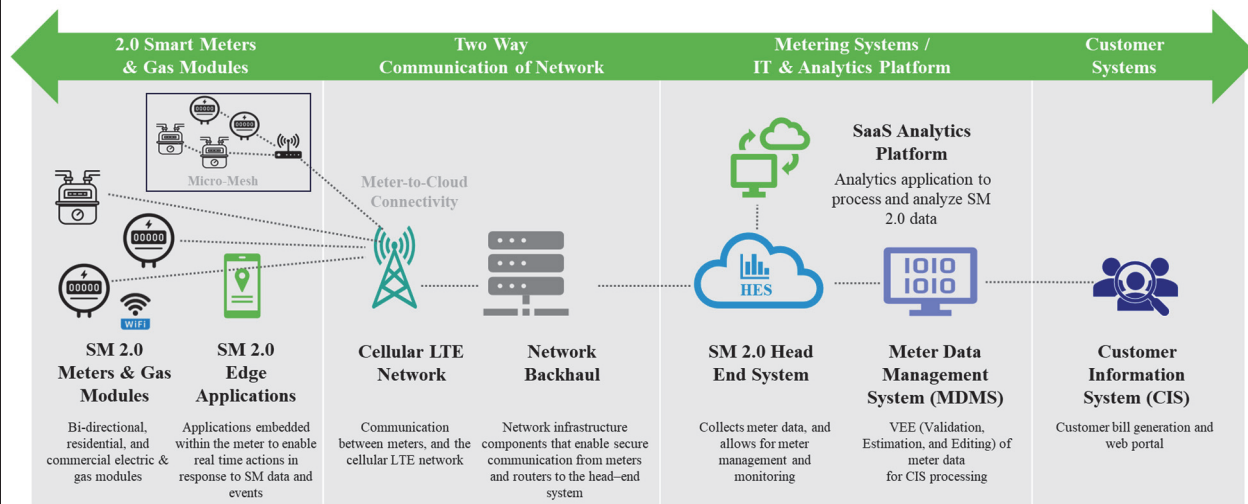 2.0 Smart Meters
& Gas Modules
Two Way
Communication of Network
Metering Systems /
IT & Analytics Platform
Customer
Systems
00000
00000
Micro-Mesh
Meter-to-Cloud
Connectivity
SaaS Analytics
Platform
Analytics application to
process and analyze SM
2.0 data
00000
00000
WiFi
HES
IOIO
IOIO
SM 2.0
Meters & Gas
Modules
Bi-directional,
residential, and
commercial electric &
gas modules
SM 2.0
Edge
Applications
Applications embedded
within the meter to enable
real time actions in
response to SM data and
events
Cellular LTE
Network
Communication
between meters, and the
cellular LTE network
Network
Backhaul
Network infrastructure
components that enable secure
communication from meters
and routers to the head–end
system
SM 2.0 Head
End System
Collects meter data, and
allows for meter
management and
monitoring
Meter Data
Management
System (MDMS)
VEE (Validation,
Estimation, and Editing) of
meter data
for CIS processing
Customer
Information
System (CIS)
Customer bill generation and
web portal